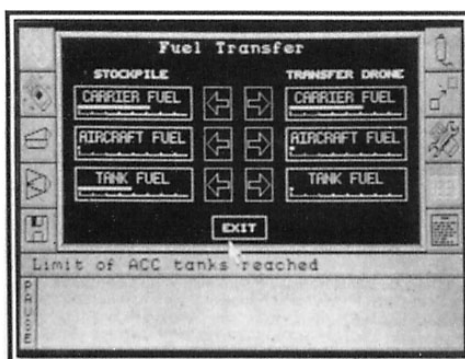 Fuel Transfer
STOCKPILE TRANSFER DRONE
CARRIER FUEL CARRIER FUEL
AIRCRAFT FUEL AIRCRAFT FUEL
TANK FUEL TANK FUEL
EXIT
Limit of ACC tanks reached
PAUSE